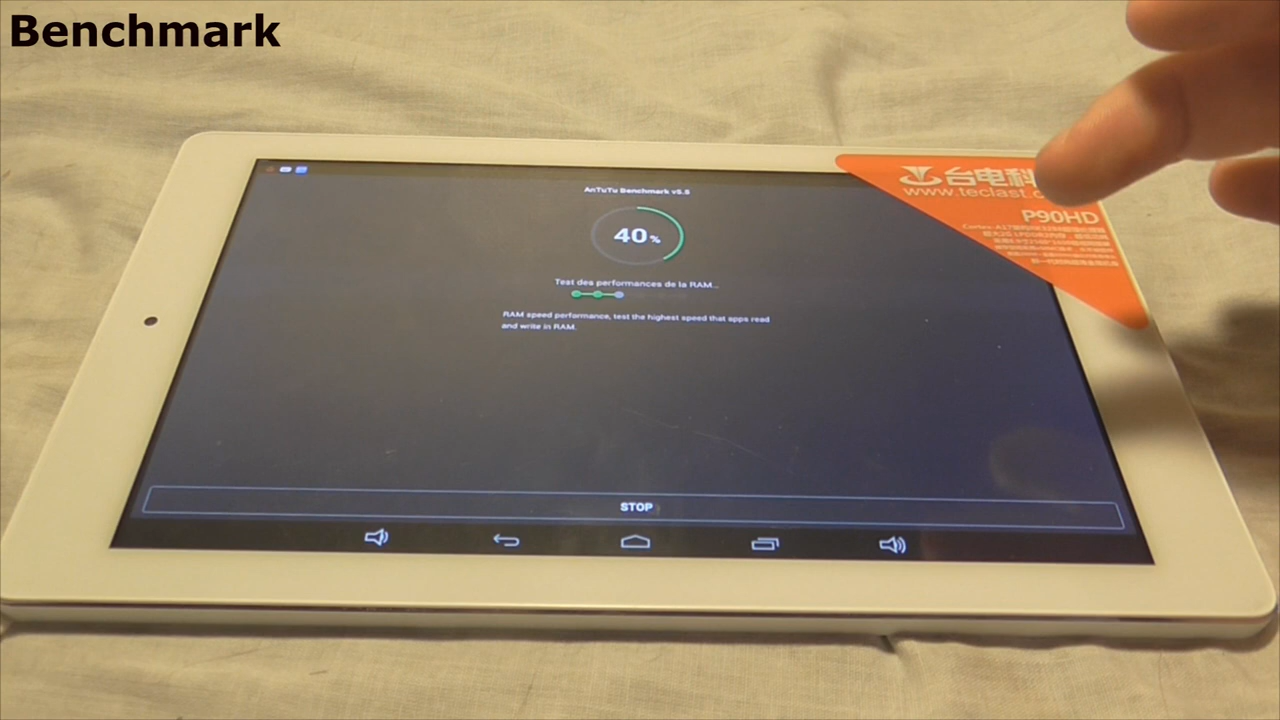 Benchmark
AnTuTu Benchmark v5.5
40%
Test des performances de la RAM...
RAM speed performance, test the highest speed that apps read
and write in RAM.
STOP
台电科
www.teclast.
P90HD